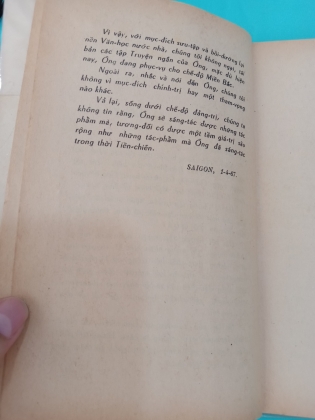 Vì vậy, với mục-đích sưu-tập và bồi-dưỡng lại
nền Văn-học nước nhà, chúng tôi không ngại tái
bản các tập Truyện ngắn của Ông, mặc dù hiện
nay, Ông đang phục-vụ cho chế-độ Miền Bắc.
Ngoài ra, nhắc và nói đến Ông, chúng tôi
không vì mục-đích chính-trị hay một tham-vọng
nào khác.
Vả lại, sống dưới chế-độ đảng-trị, chúng ta
không tin rằng, Ông sẽ sáng-tác được những tác
phẩm mà, tương-đối có được một tầm giá-trị sâu
rộng như những tác-phẩm mà Ông đã sáng-tác
trong thời Tiền-chiến.
SAIGON, 1-4-67.